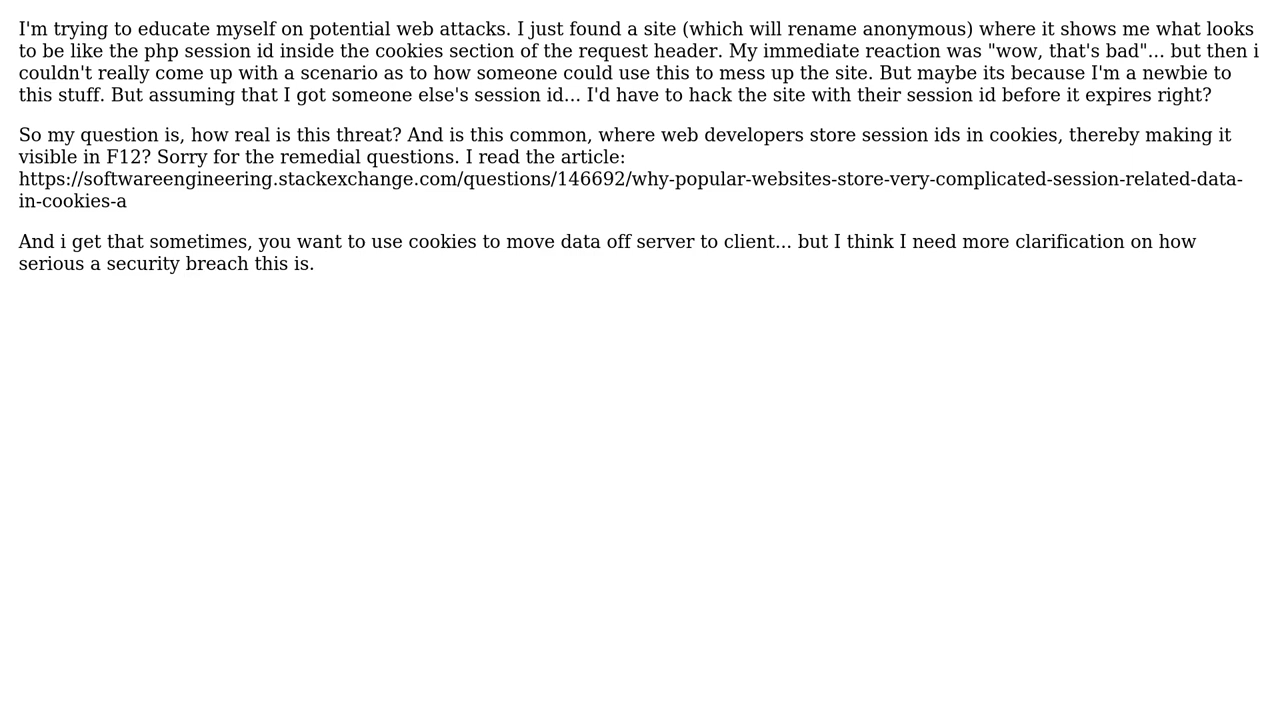 I'm trying to educate myself on potential web attacks. I just found a site (which will rename anonymous) where it shows me what looks
to be like the php session id inside the cookies section of the request header. My immediate reaction was "wow, that's bad"... but then i
couldn't really come up with a scenario as to how someone could use this to mess up the site. But maybe its because I'm a newbie to
this stuff. But assuming that I got someone else's session id... I'd have to hack the site with their session id before it expires right?
So my question is, how real is this threat? And is this common, where web developers store session ids in cookies, thereby making it
visible in F12? Sorry for the remedial questions. I read the article:
https://softwareengineering.stackexchange.com/questions/146692/why-popular-websites-store-very-complicated-session-related-data-
in-cookies-a
And i get that sometimes, you want to use cookies to move data off server to client... but I think I need more clarification on how
serious a security breach this is.